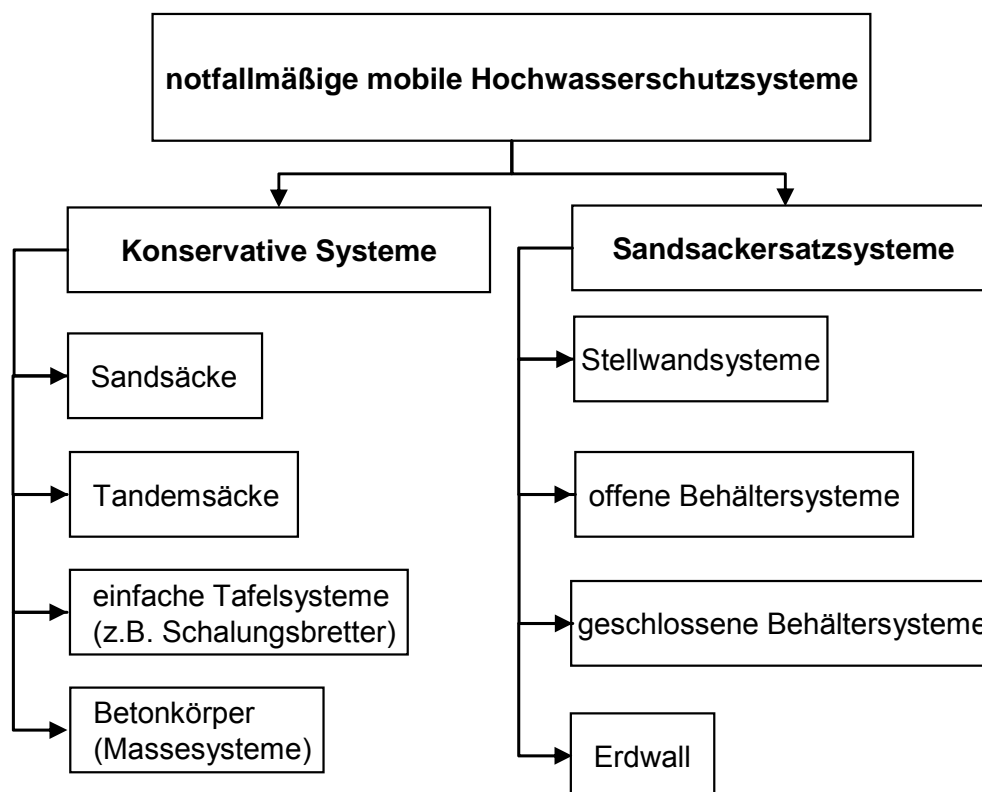 notfallmäßige mobile Hochwasserschutzsysteme
Konservative Systeme
Sandsäcke
Tandemsäcke
einfache Tafelsysteme
(z.B. Schalungsbretter)
Betonkörper
(Massesysteme)
Sandsackersatzsysteme
Stellwandsysteme
offene Behältersysteme
geschlossene Behältersysteme
Erdwall